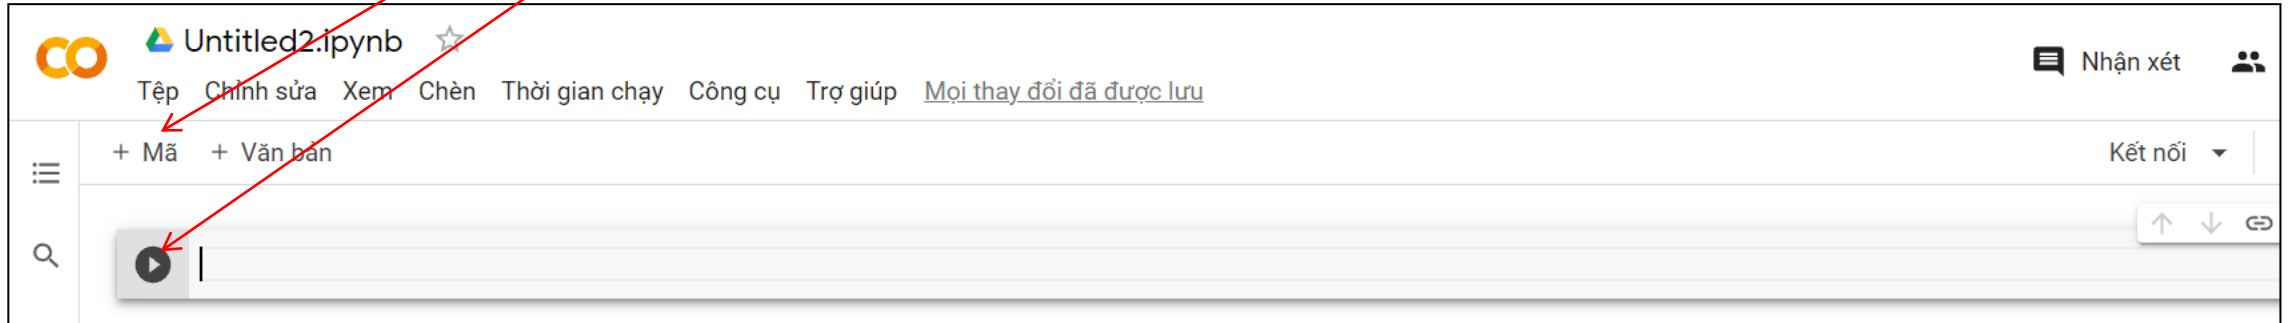 Untitled2.ipynb
Tệp Chỉnh sửa Xem Chèn Thời gian chạy Công cụ Trợ giúp Mọi thay đổi đã được lưu
Nhận xét
+ Mã + Văn bản
Kết nối